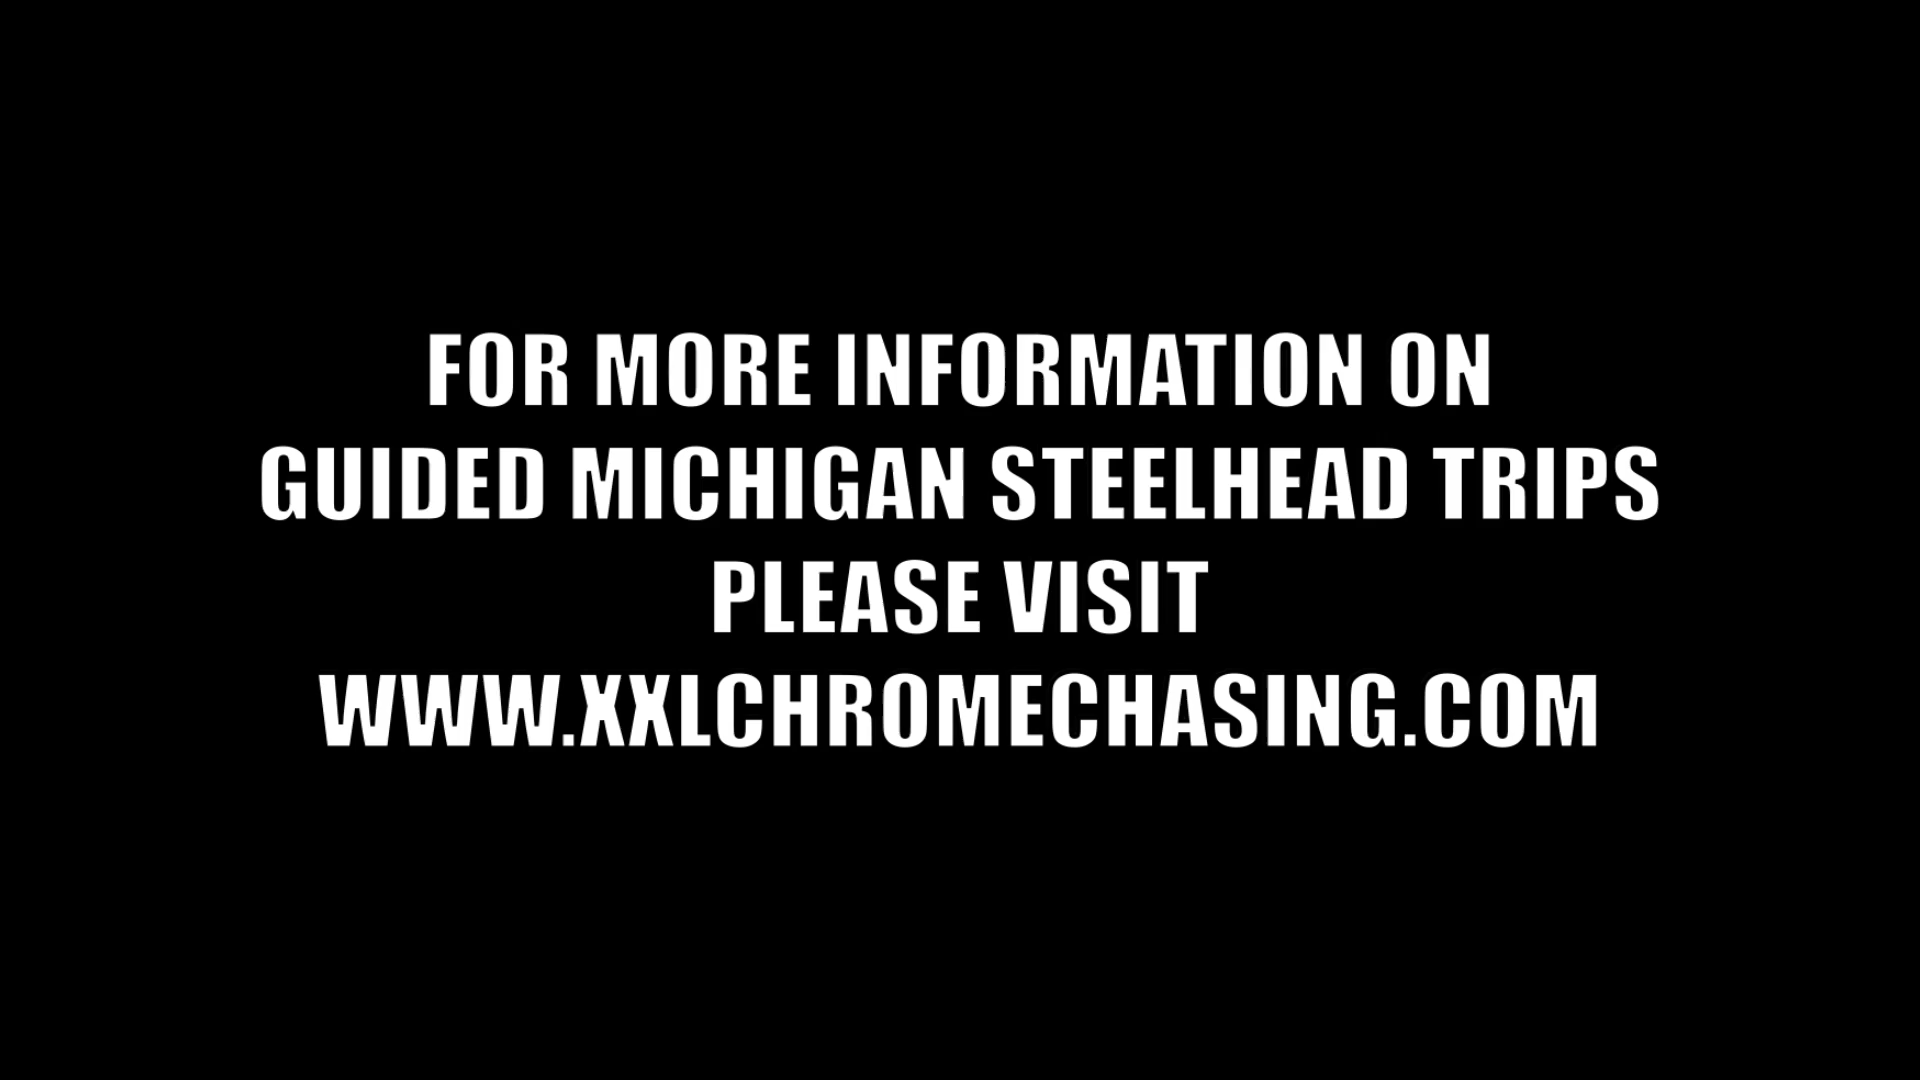 FOR MORE INFORMATION ON
GUIDED MICHIGAN STEELHEAD TRIPS
PLEASE VISIT
WWW.XXLCHROMECHASING.COM